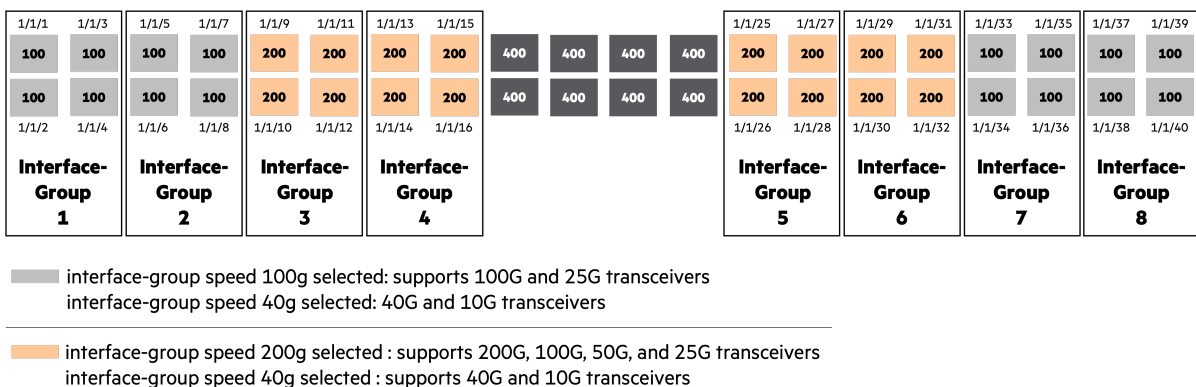 1/1/1 1/1/3 1/1/5 1/1/7 1/1/9 1/1/11 1/1/13 1/1/15 1/1/25 1/1/27 1/1/29 1/1/31 1/1/33 1/1/35 1/1/37 1/1/39
100 100 100 100 200 200 200 200 400 400 400 400 200 200 200 200 100 100 100 100
100 100 100 100 200 200 200 200 400 400 400 400 200 200 200 200 100 100 100 100
1/1/2 1/1/4 1/1/6 1/1/8 1/1/10 1/1/12 1/1/14 1/1/16 1/1/26 1/1/28 1/1/30 1/1/32 1/1/34 1/1/36 1/1/38 1/1/40
Interface- Interface- Interface- Interface- Interface- Interface- Interface- Interface-
Group Group Group Group Group Group Group Group
1 2 3 4 5 6 7 8
interface-group speed 100g selected: supports 100G and 25G transceivers
interface-group speed 40g selected: 40G and 10G transceivers
interface-group speed 200g selected : supports 200G, 100G, 50G, and 25G transceivers
interface-group speed 40g selected : supports 40G and 10G transceivers